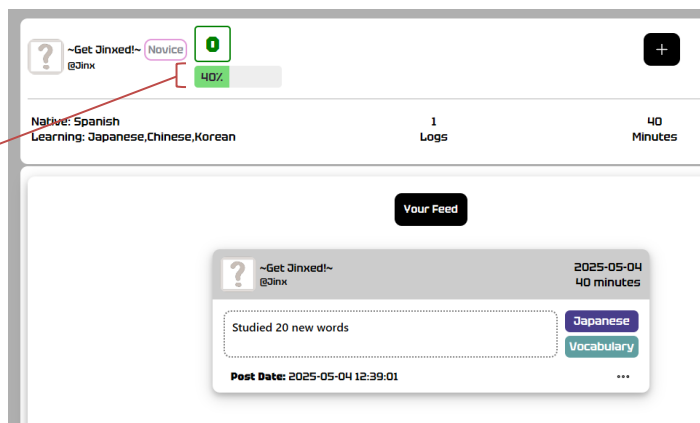 ~Get Jinxed!~ Novice 0
@Jinx
40%
Native: Spanish
Learning: Japanese,Chinese,Korean
1
Logs
40
Minutes
Your Feed
~Get Jinxed!~
@Jinx
2025-05-04
40 minutes
Studied 20 new words
Japanese
Vocabulary
Post Date: 2025-05-04 12:39:01